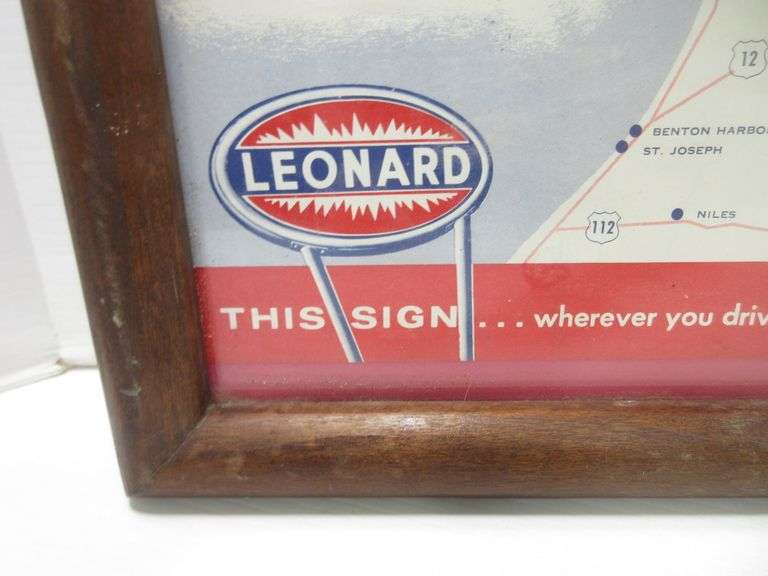 12
BENTON HARBO
ST. JOSEPH
LEONARD
112
NILES
THIS SIGN... wherever you driv